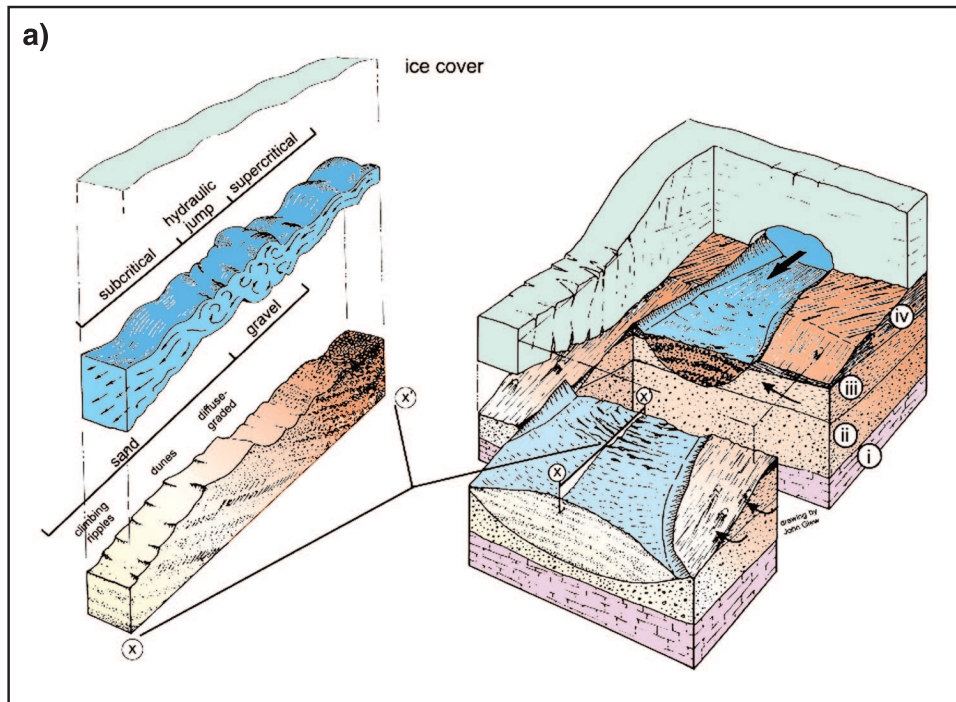 a)
ice cover
supercritical
hydraulic
jump
subcritical
gravel
sand
diffuse-
graded
dunes
climbing
ripples
X'
X
X
X
iv
iii
ii
i
drawing by
John Glew